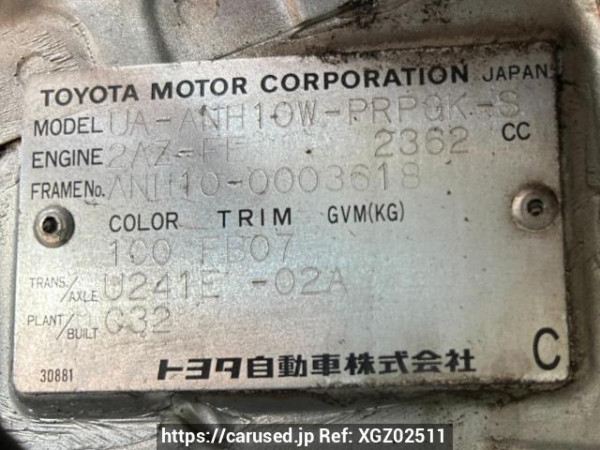 TOYOTA MOTOR CORPORATION JAPAN
MODEL UA-ANH10W-PRPGK-S
ENGINE 2AZ-FE 2362 CC
FRAME No. ANH10-0003618
COLOR TRIM GVM(KG)
1C0 FB07
TRANS./AXLE U241E -02A
PLANT/BUILT G32
30881 トヨタ自動車株式会社 C
https://carused.jp Ref: XGZ02511